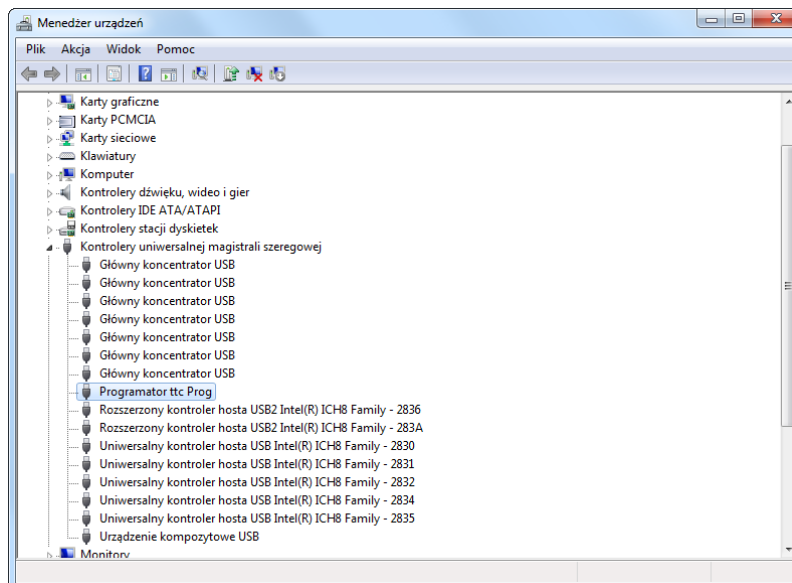 Menedżer urządzeń
Plik Akcja Widok Pomoc
Karty graficzne
Karty PCMCIA
Karty sieciowe
Klawiatury
Komputer
Kontrolery dźwięku, wideo i gier
Kontrolery IDE ATA/ATAPI
Kontrolery stacji dyskietek
Kontrolery uniwersalnej magistrali szeregowej
Główny koncentrator USB
Główny koncentrator USB
Główny koncentrator USB
Główny koncentrator USB
Główny koncentrator USB
Główny koncentrator USB
Główny koncentrator USB
Programator ttc Prog
Rozszerzony kontroler hosta USB2 Intel(R) ICH8 Family - 2836
Rozszerzony kontroler hosta USB2 Intel(R) ICH8 Family - 283A
Uniwersalny kontroler hosta USB Intel(R) ICH8 Family - 2830
Uniwersalny kontroler hosta USB Intel(R) ICH8 Family - 2831
Uniwersalny kontroler hosta USB Intel(R) ICH8 Family - 2832
Uniwersalny kontroler hosta USB Intel(R) ICH8 Family - 2834
Uniwersalny kontroler hosta USB Intel(R) ICH8 Family - 2835
Urządzenie kompozytowe USB
Monitory